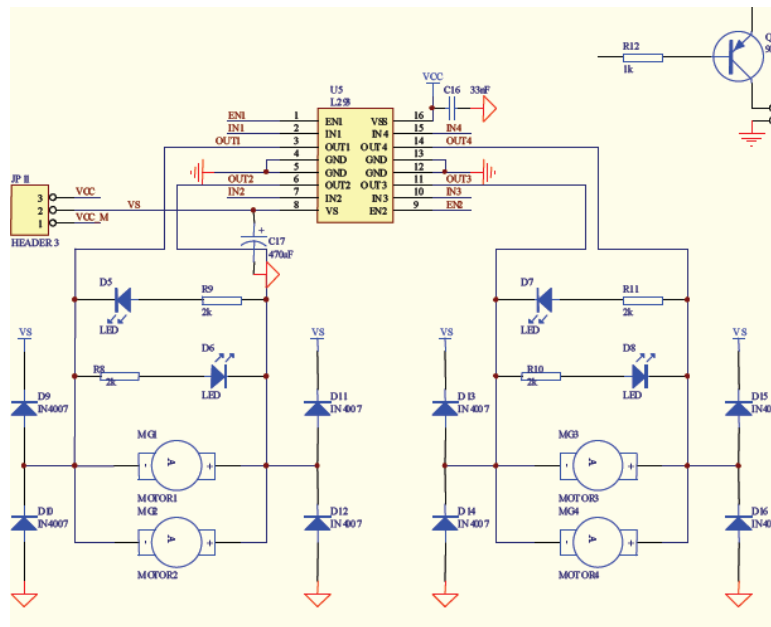 R12
1k
Q
U5
L293
VCC
C16
33nF
EN1
1
EN1
VSS
16
IN1
2
IN1
IN4
15
IN4
OUT1
3
OUT1
OUT4
14
OUT4
4
GND
GND
13
5
GND
GND
12
OUT2
6
OUT2
OUT3
11
OUT3
IN2
7
IN2
IN3
10
IN3
VS
8
VS
EN2
9
EN2
JP11
3
VCC
2
1
VCC_M
HEADER 3
+
C17
470uF
D5
LED
R9
2k
R8
2k
D6
LED
D7
LED
R11
2k
R10
2k
D8
LED
VS
VS
VS
VS
D9
IN4007
D11
IN4007
D13
IN4007
D15
IN40
MG1
- A +
MOTOR1
MG3
- A +
MOTOR3
D10
IN4007
D12
IN4007
D14
IN4007
D16
IN40
MG2
- A +
MOTOR2
MG4
- A +
MOTOR4